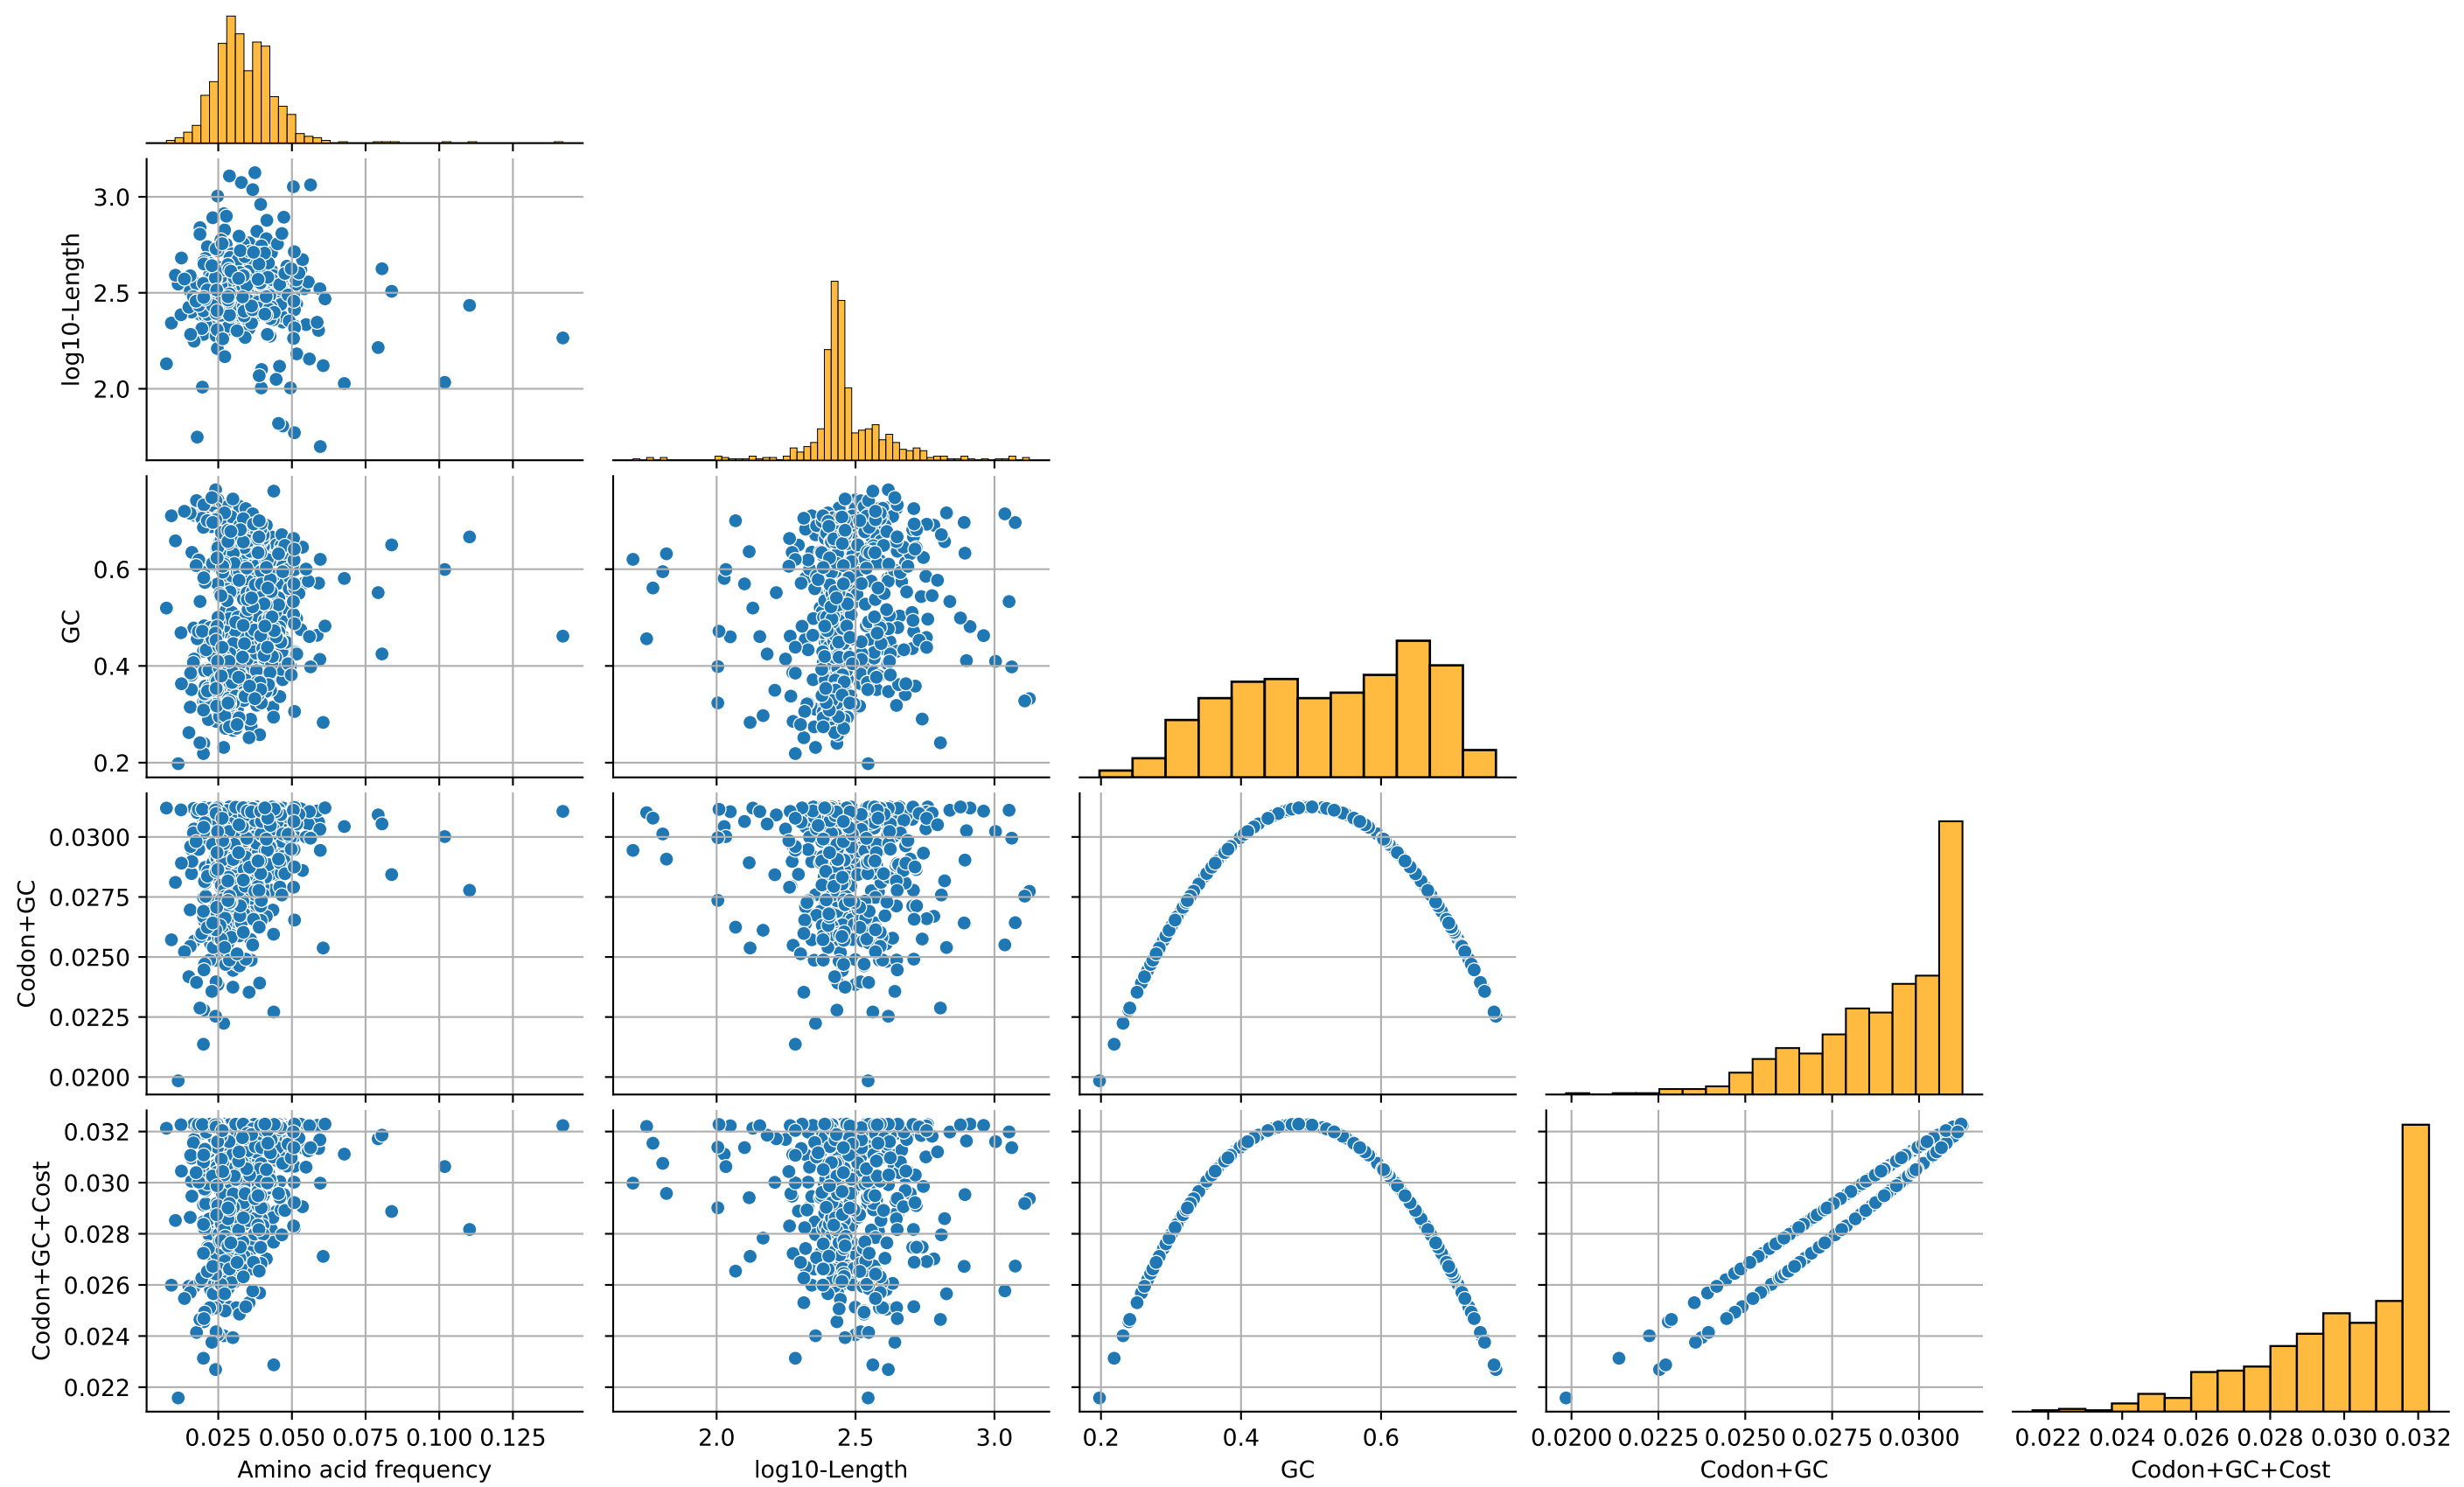 log10-Length
3.0
2.5
2.0
GC
0.6
0.4
0.2
Codon+GC
0.0300
0.0275
0.0250
0.0225
0.0200
Codon+GC+Cost
0.032
0.030
0.028
0.026
0.024
0.022
0.025 0.050 0.075 0.100 0.125
Amino acid frequency
2.0 2.5 3.0
log10-Length
0.2 0.4 0.6
GC
0.0200 0.0225 0.0250 0.0275 0.0300
Codon+GC
0.022 0.024 0.026 0.028 0.030 0.032
Codon+GC+Cost